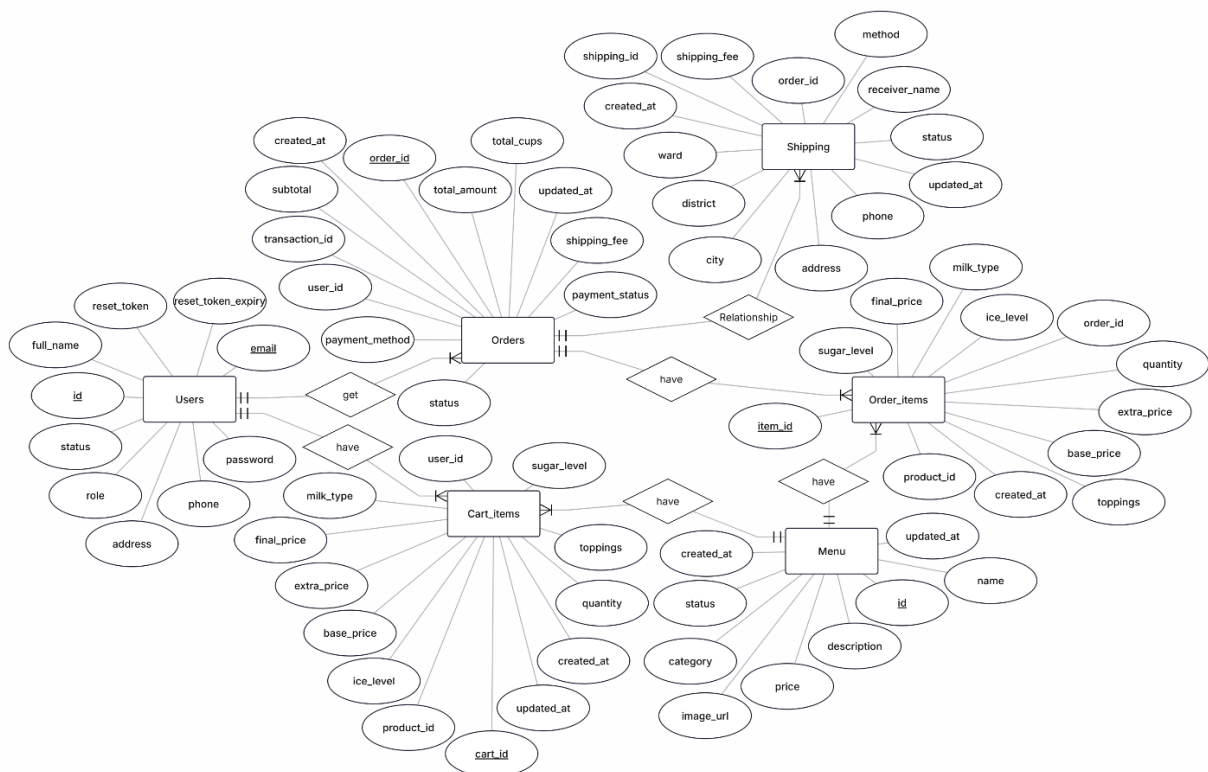 method
shipping_id
shipping_fee
order_id
receiver_name
created_at
status
Shipping
ward
updated_at
district
phone
city
address
created_at
order_id
total_cups
subtotal
total_amount
updated_at
transaction_id
shipping_fee
user_id
payment_status
payment_method
Orders
status
Relationship
reset_token
reset_token_expiry
full_name
email
id
Users
status
password
role
phone
address
get
have
have
milk_type
final_price
ice_level
order_id
sugar_level
quantity
Order_items
extra_price
item_id
base_price
product_id
created_at
toppings
have
have
user_id
sugar_level
milk_type
Cart_items
final_price
toppings
extra_price
quantity
base_price
created_at
ice_level
updated_at
product_id
cart_id
updated_at
created_at
Menu
name
status
id
description
category
price
image_url